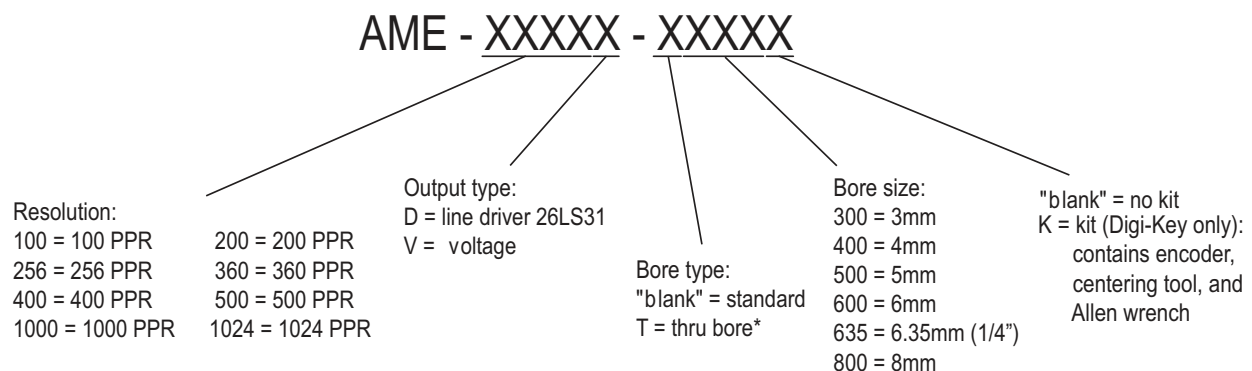 AME - XXXXX - XXXXX
Resolution:
100 = 100 PPR 200 = 200 PPR
256 = 256 PPR 360 = 360 PPR
400 = 400 PPR 500 = 500 PPR
1000 = 1000 PPR 1024 = 1024 PPR
Output type:
D = line driver 26LS31
V = voltage
Bore type:
"blank" = standard
T = thru bore*
Bore size:
300 = 3mm
400 = 4mm
500 = 5mm
600 = 6mm
635 = 6.35mm (1/4”)
800 = 8mm
"blank" = no kit
K = kit (Digi-Key only):
contains encoder,
centering tool, and
Allen wrench